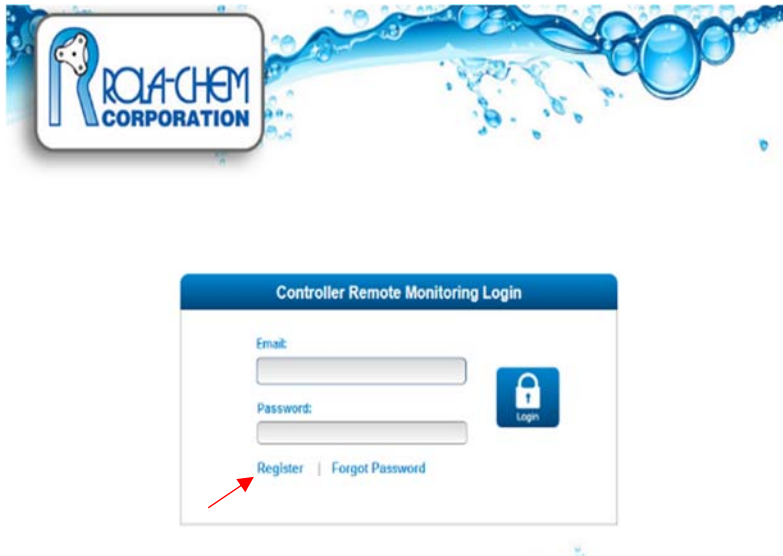 ROLA-CHEM
CORPORATION
Controller Remote Monitoring Login
Email:
Password:
Login
Register | Forgot Password